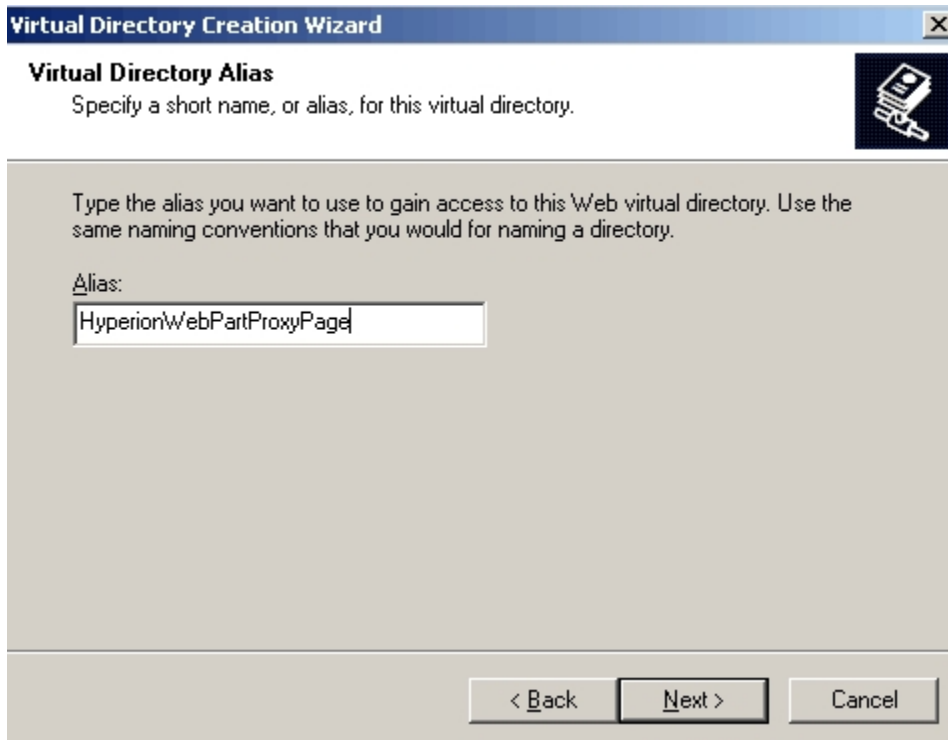 Virtual Directory Creation Wizard
Virtual Directory Alias
Specify a short name, or alias, for this virtual directory.
Type the alias you want to use to gain access to this Web virtual directory. Use the
same naming conventions that you would for naming a directory.
Alias:
HyperionWebPartProxyPage
< Back Next > Cancel